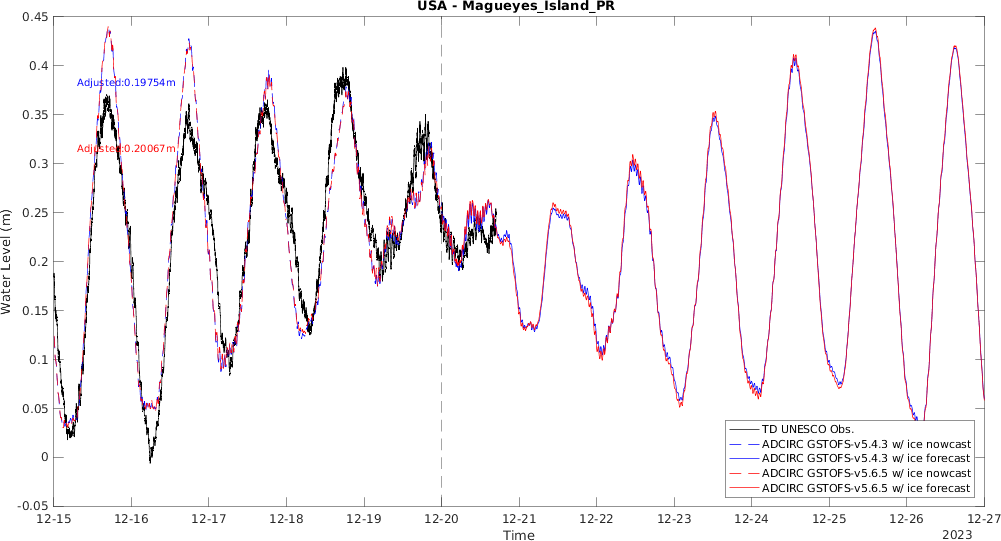 USA - Magueyes_Island_PR
0.45
0.4
0.35
0.3
0.25
0.2
0.15
0.1
0.05
0
-0.05
Water Level (m)
Adjusted:0.19754m
Adjusted:0.20067m
TD UNESCO Obs.
ADCIRC GSTOFS-v5.4.3 w/ ice nowcast
ADCIRC GSTOFS-v5.4.3 w/ ice forecast
ADCIRC GSTOFS-v5.6.5 w/ ice nowcast
ADCIRC GSTOFS-v5.6.5 w/ ice forecast
12-15 12-16 12-17 12-18 12-19 12-20 12-21 12-22 12-23 12-24 12-25 12-26 12-27
Time
2023